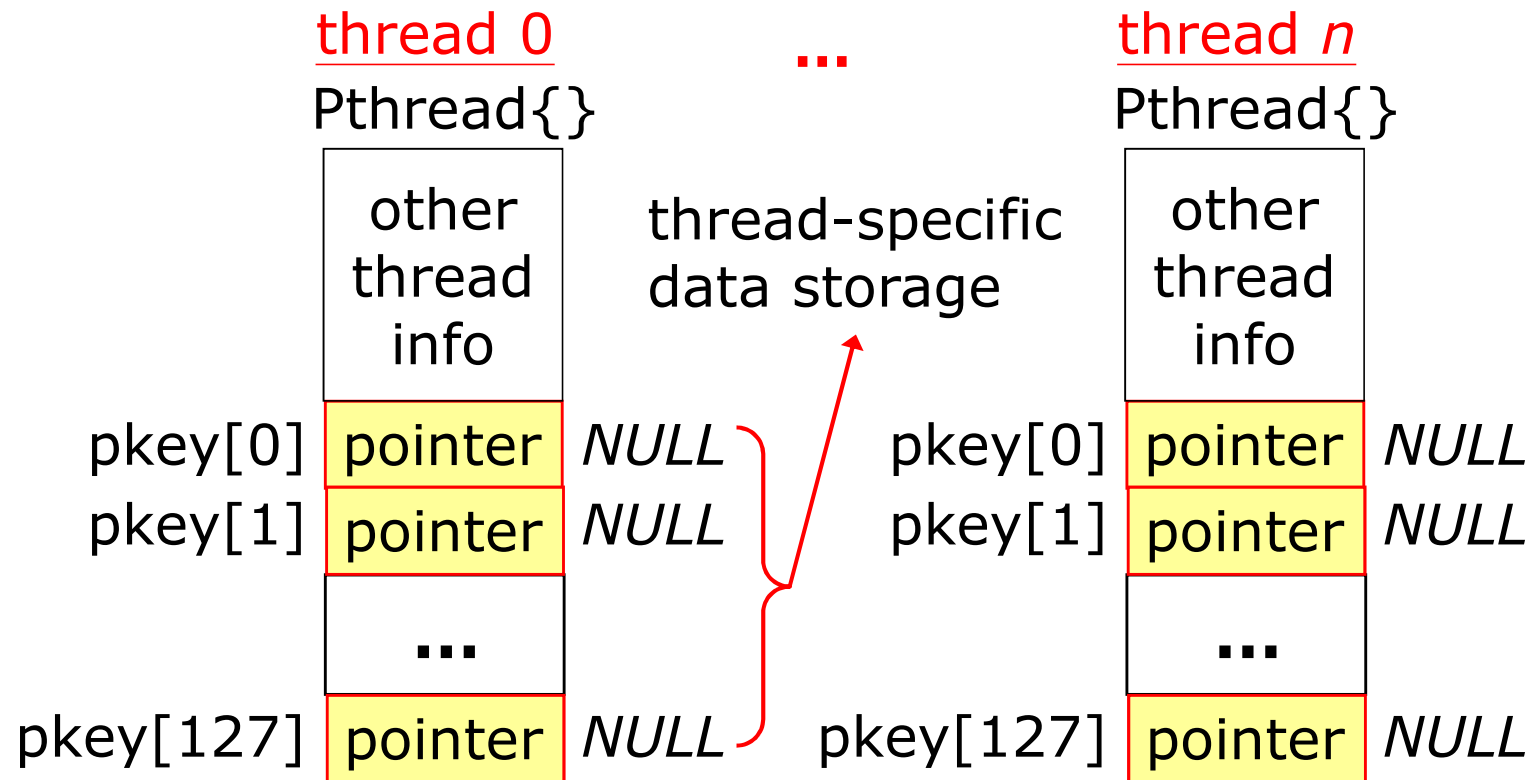 thread 0 ... thread n
Pthread{} Pthread{}
other
thread
info
thread-specific
data storage
other
thread
info
pkey[0] pointer NULL pkey[0] pointer NULL
pkey[1] pointer NULL pkey[1] pointer NULL
... ...
pkey[127] pointer NULL pkey[127] pointer NULL